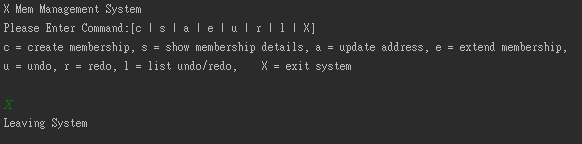 X Mem Management System
Please Enter Command:[c | s | a | e | u | r | l | X]
c = create membership, s = show membership details, a = update address, e = extend membership,
u = undo, r = redo, l = list undo/redo,    X = exit system
X
Leaving System